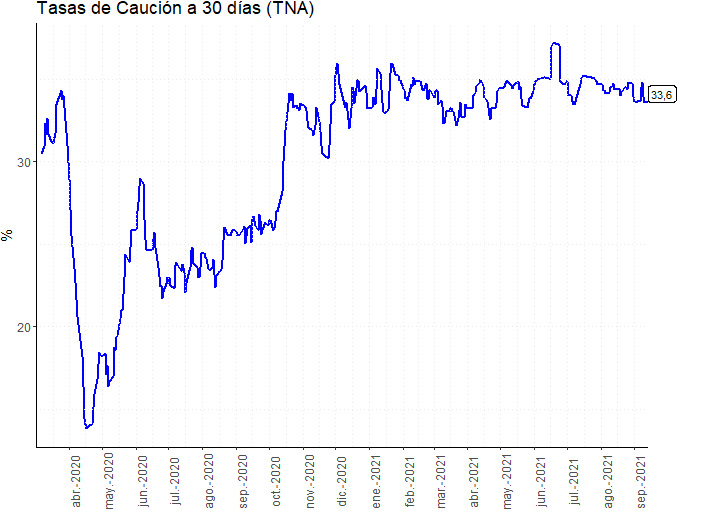 Tasas de Caución a 30 días (TNA)
%
30
20
33,6
abr.-2020
may.-2020
jun.-2020
jul.-2020
ago.-2020
sep.-2020
oct.-2020
nov.-2020
dic.-2020
ene.-2021
feb.-2021
mar.-2021
abr.-2021
may.-2021
jun.-2021
jul.-2021
ago.-2021
sep.-2021